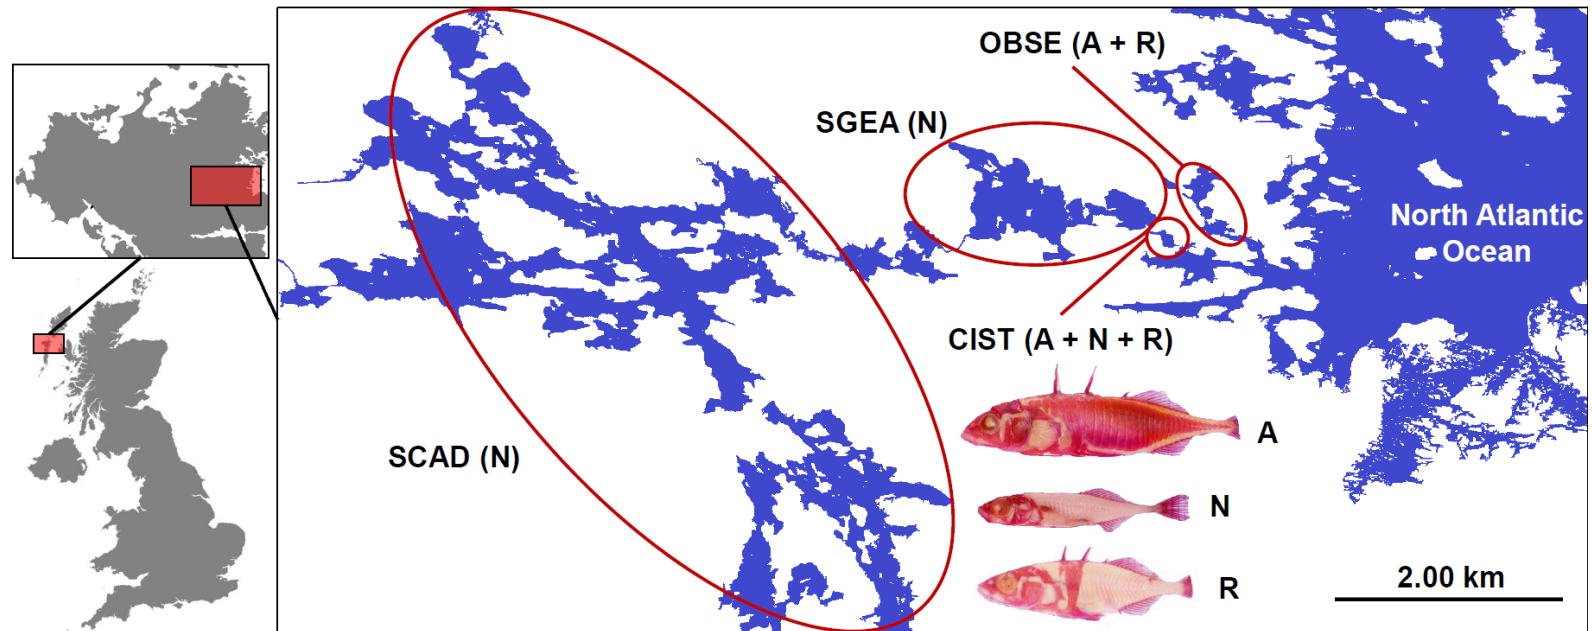 OBSE (A + R)
SGEA (N)
North Atlantic
Ocean
CIST (A + N + R)
SCAD (N)
A
N
R
2.00 km